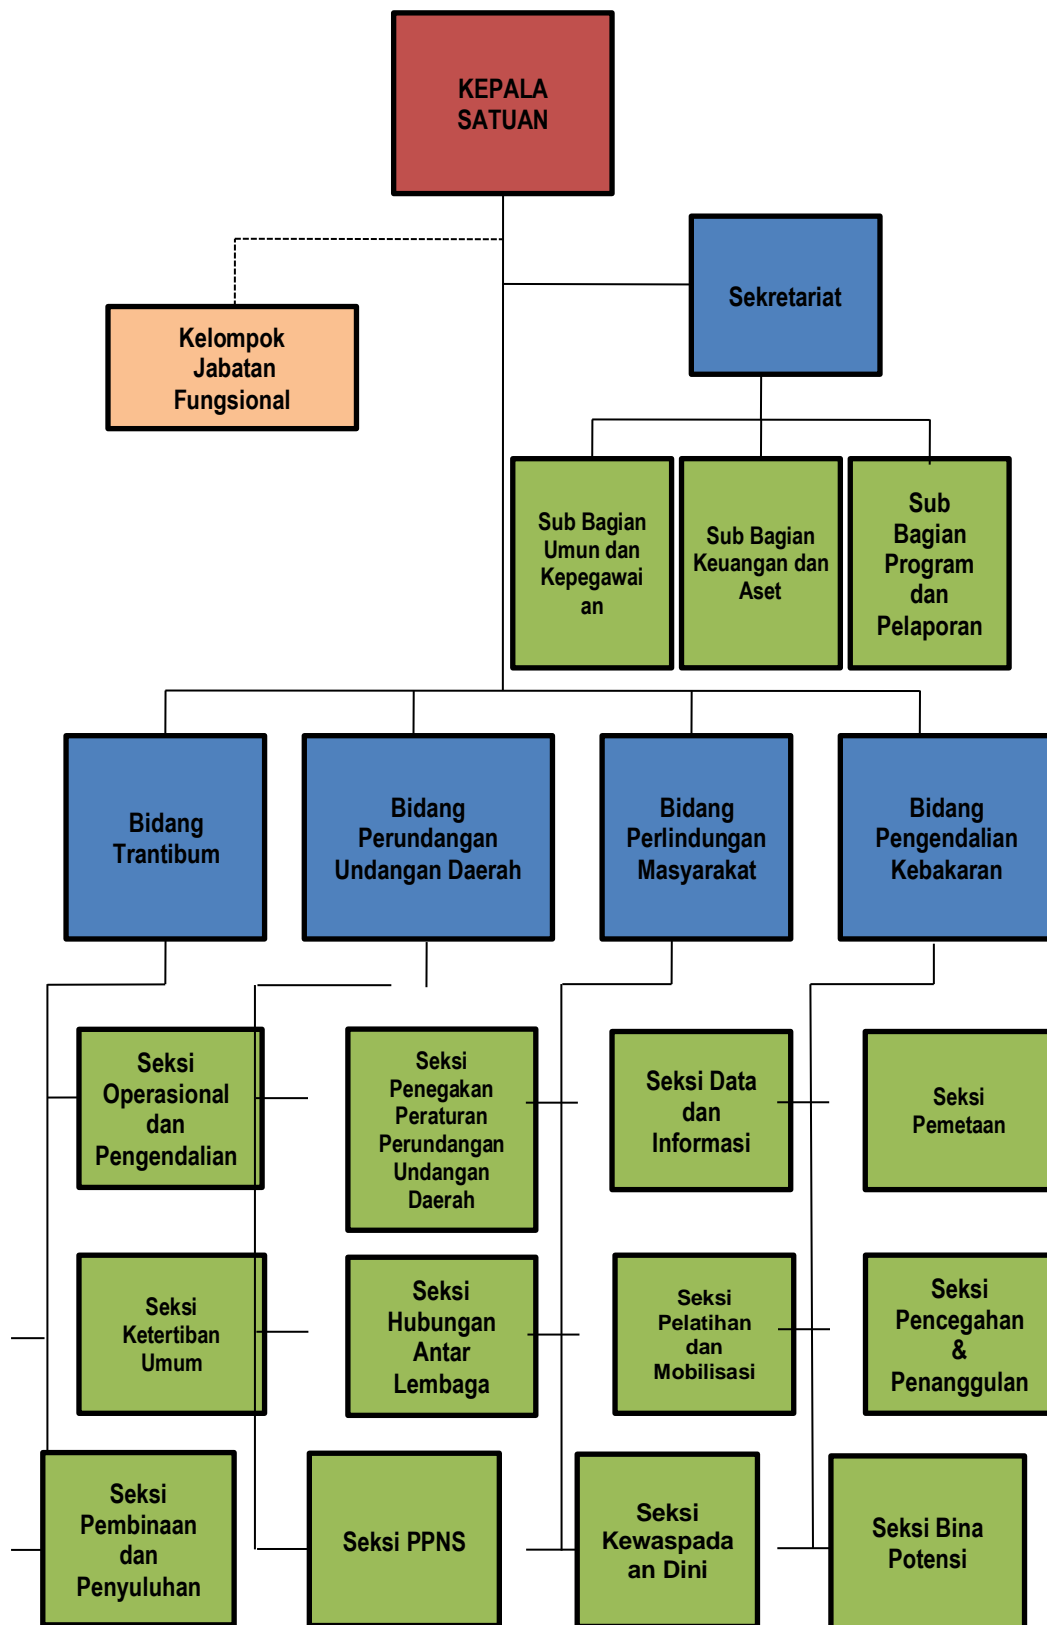 KEPALA
SATUAN
Sekretariat
Kelompok
Jabatan
Fungsional
Sub Bagian
Umun dan
Kepegawai
an
Sub Bagian
Keuangan dan
Aset
Sub
Bagian
Program
dan
Pelaporan
Bidang
Trantibum
Bidang
Perundangan
Undangan Daerah
Bidang
Perlindungan
Masyarakat
Bidang
Pengendalian
Kebakaran
Seksi
Operasional
dan
Pengendalian
Seksi
Penegakan
Peraturan
Perundangan
Undangan
Daerah
Seksi Data
dan
Informasi
Seksi
Pemetaan
Seksi
Ketertiban
Umum
Seksi
Hubungan
Antar
Lembaga
Seksi
Pelatihan
dan
Mobilisasi
Seksi
Pencegahan
&
Penanggulan
Seksi
Pembinaan
dan
Penyuluhan
Seksi PPNS
Seksi
Kewaspada
an Dini
Seksi Bina
Potensi